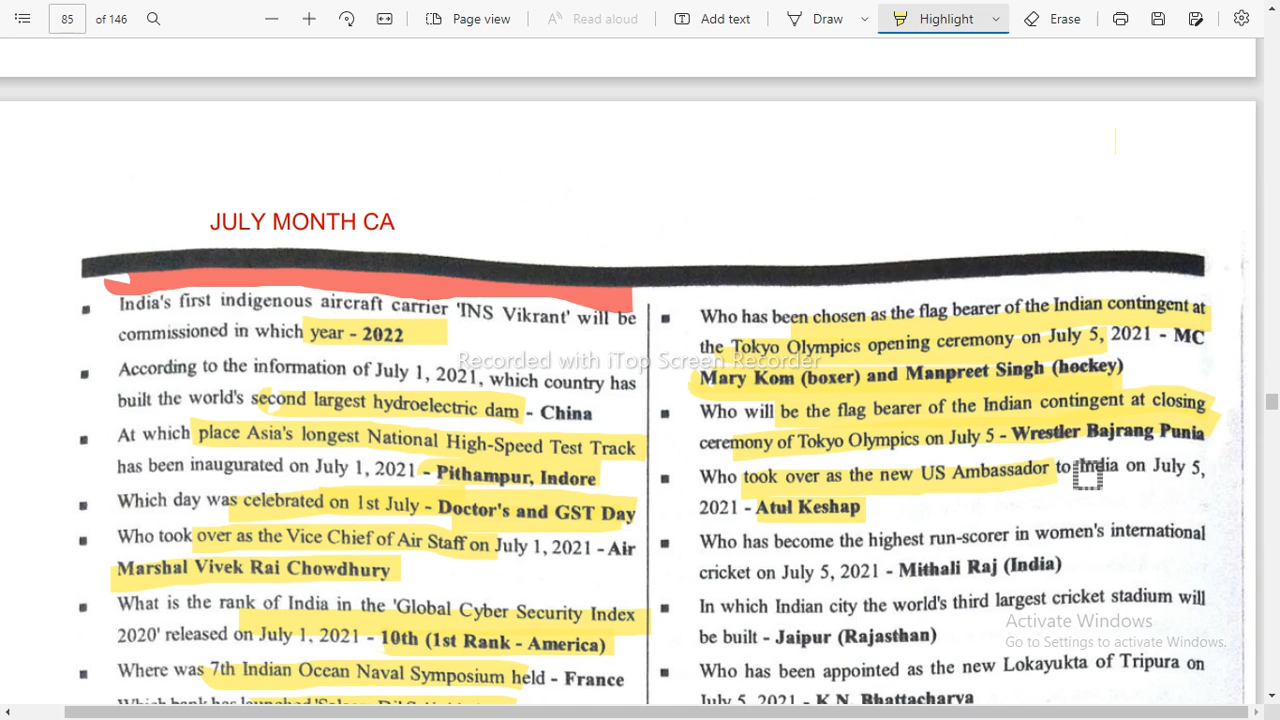 85 of 146 Page view Read aloud Add text Draw Highlight Erase
JULY MONTH CA
India's first indigenous aircraft carrier 'INS Vikrant' will be
commissioned in which year - 2022
According to the information of July 1, 2021, which country has
built the world's second largest hydroelectric dam - China
At which place Asia's longest National High-Speed Test Track
has been inaugurated on July 1, 2021 - Pithampur, Indore
Which day was celebrated on 1st July - Doctor's and GST Day
Who took over as the Vice Chief of Air Staff on July 1, 2021 - Air
Marshal Vivek Rai Chowdhury
What is the rank of India in the 'Global Cyber Security Index
2020' released on July 1, 2021 - 10th (1st Rank - America)
Where was 7th Indian Ocean Naval Symposium held - France
Which bank has launched
Who has been chosen as the flag bearer of the Indian contingent at
the Tokyo Olympics opening ceremony on July 5, 2021 - MC
Mary Kom (boxer) and Manpreet Singh (hockey)
Who will be the flag bearer of the Indian contingent at closing
ceremony of Tokyo Olympics on July 5 - Wrestler Bajrang Punia
Who took over as the new US Ambassador to India on July 5,
2021 - Atul Keshap
Who has become the highest run-scorer in women's international
cricket on July 5, 2021 - Mithali Raj (India)
In which Indian city the world's third largest cricket stadium will
be built - Jaipur (Rajasthan)
Who has been appointed as the new Lokayukta of Tripura on
July 5, 2021 - K.N. Bhattacharya
Recorded with iTop Screen Recorder
Activate Windows
Go to Settings to activate Windows.